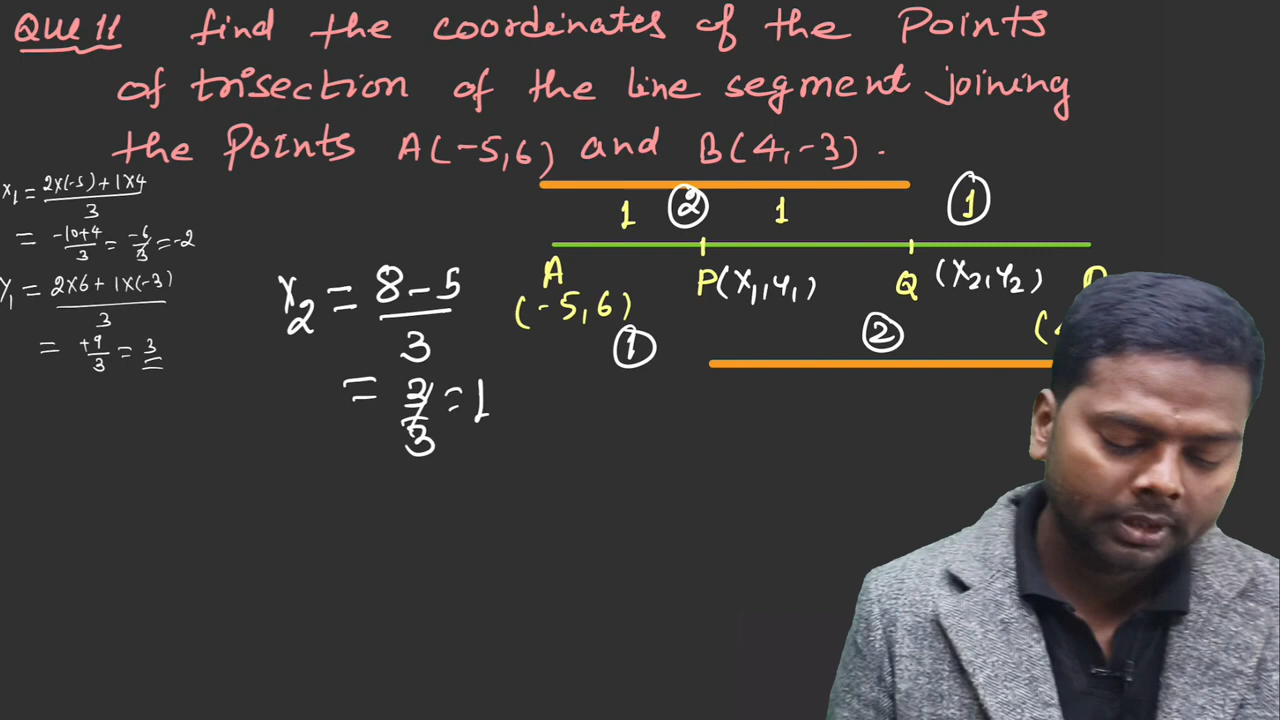 Que 11 find the coordinates of the Points
of trisection of the line segment joining
the Points A(-5,6) and B(4,-3).
x₁ = 2x(-5)+1x4 / 3
= -10+4 / 3 = -6/3 = -2
y₁ = 2x6+1x(-3) / 3
= +9/3 = 3
x₂ = 8-5 / 3
= 3/3 = 1
1 ② 1 ①
A P(x₁,y₁) Q (x₂,y₂)
(-5,6)
① ②